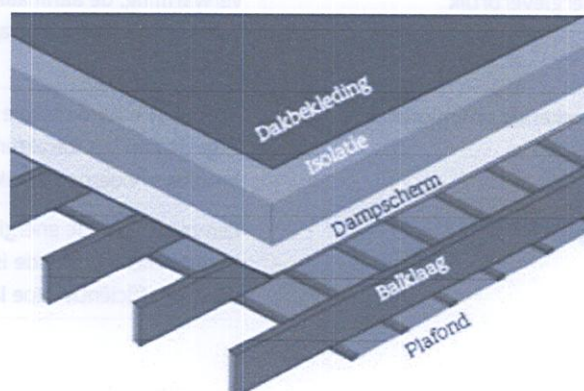 Dakbekleding
Isolatie
Dampscherm
Balklaag
Plafond